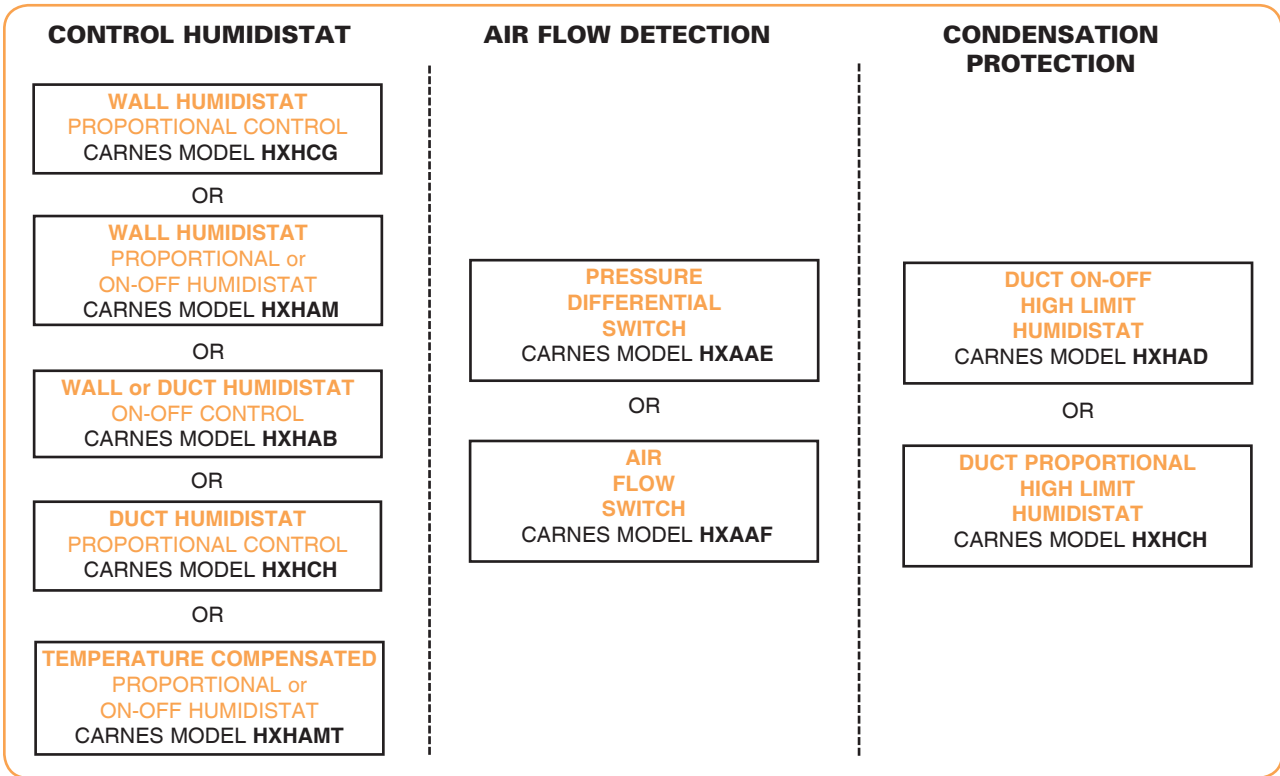 CONTROL HUMIDISTAT
WALL HUMIDISTAT
PROPORTIONAL CONTROL
CARNES MODEL HXHCG
OR
WALL HUMIDISTAT
PROPORTIONAL or
ON-OFF HUMIDISTAT
CARNES MODEL HXHAM
OR
WALL or DUCT HUMIDISTAT
ON-OFF CONTROL
CARNES MODEL HXHAB
OR
DUCT HUMIDISTAT
PROPORTIONAL CONTROL
CARNES MODEL HXHCH
OR
TEMPERATURE COMPENSATED
PROPORTIONAL or
ON-OFF HUMIDISTAT
CARNES MODEL HXHAMT
AIR FLOW DETECTION
PRESSURE
DIFFERENTIAL
SWITCH
CARNES MODEL HXAAE
OR
AIR
FLOW
SWITCH
CARNES MODEL HXAAF
CONDENSATION
PROTECTION
DUCT ON-OFF
HIGH LIMIT
HUMIDISTAT
CARNES MODEL HXHAD
OR
DUCT PROPORTIONAL
HIGH LIMIT
HUMIDISTAT
CARNES MODEL HXHCH